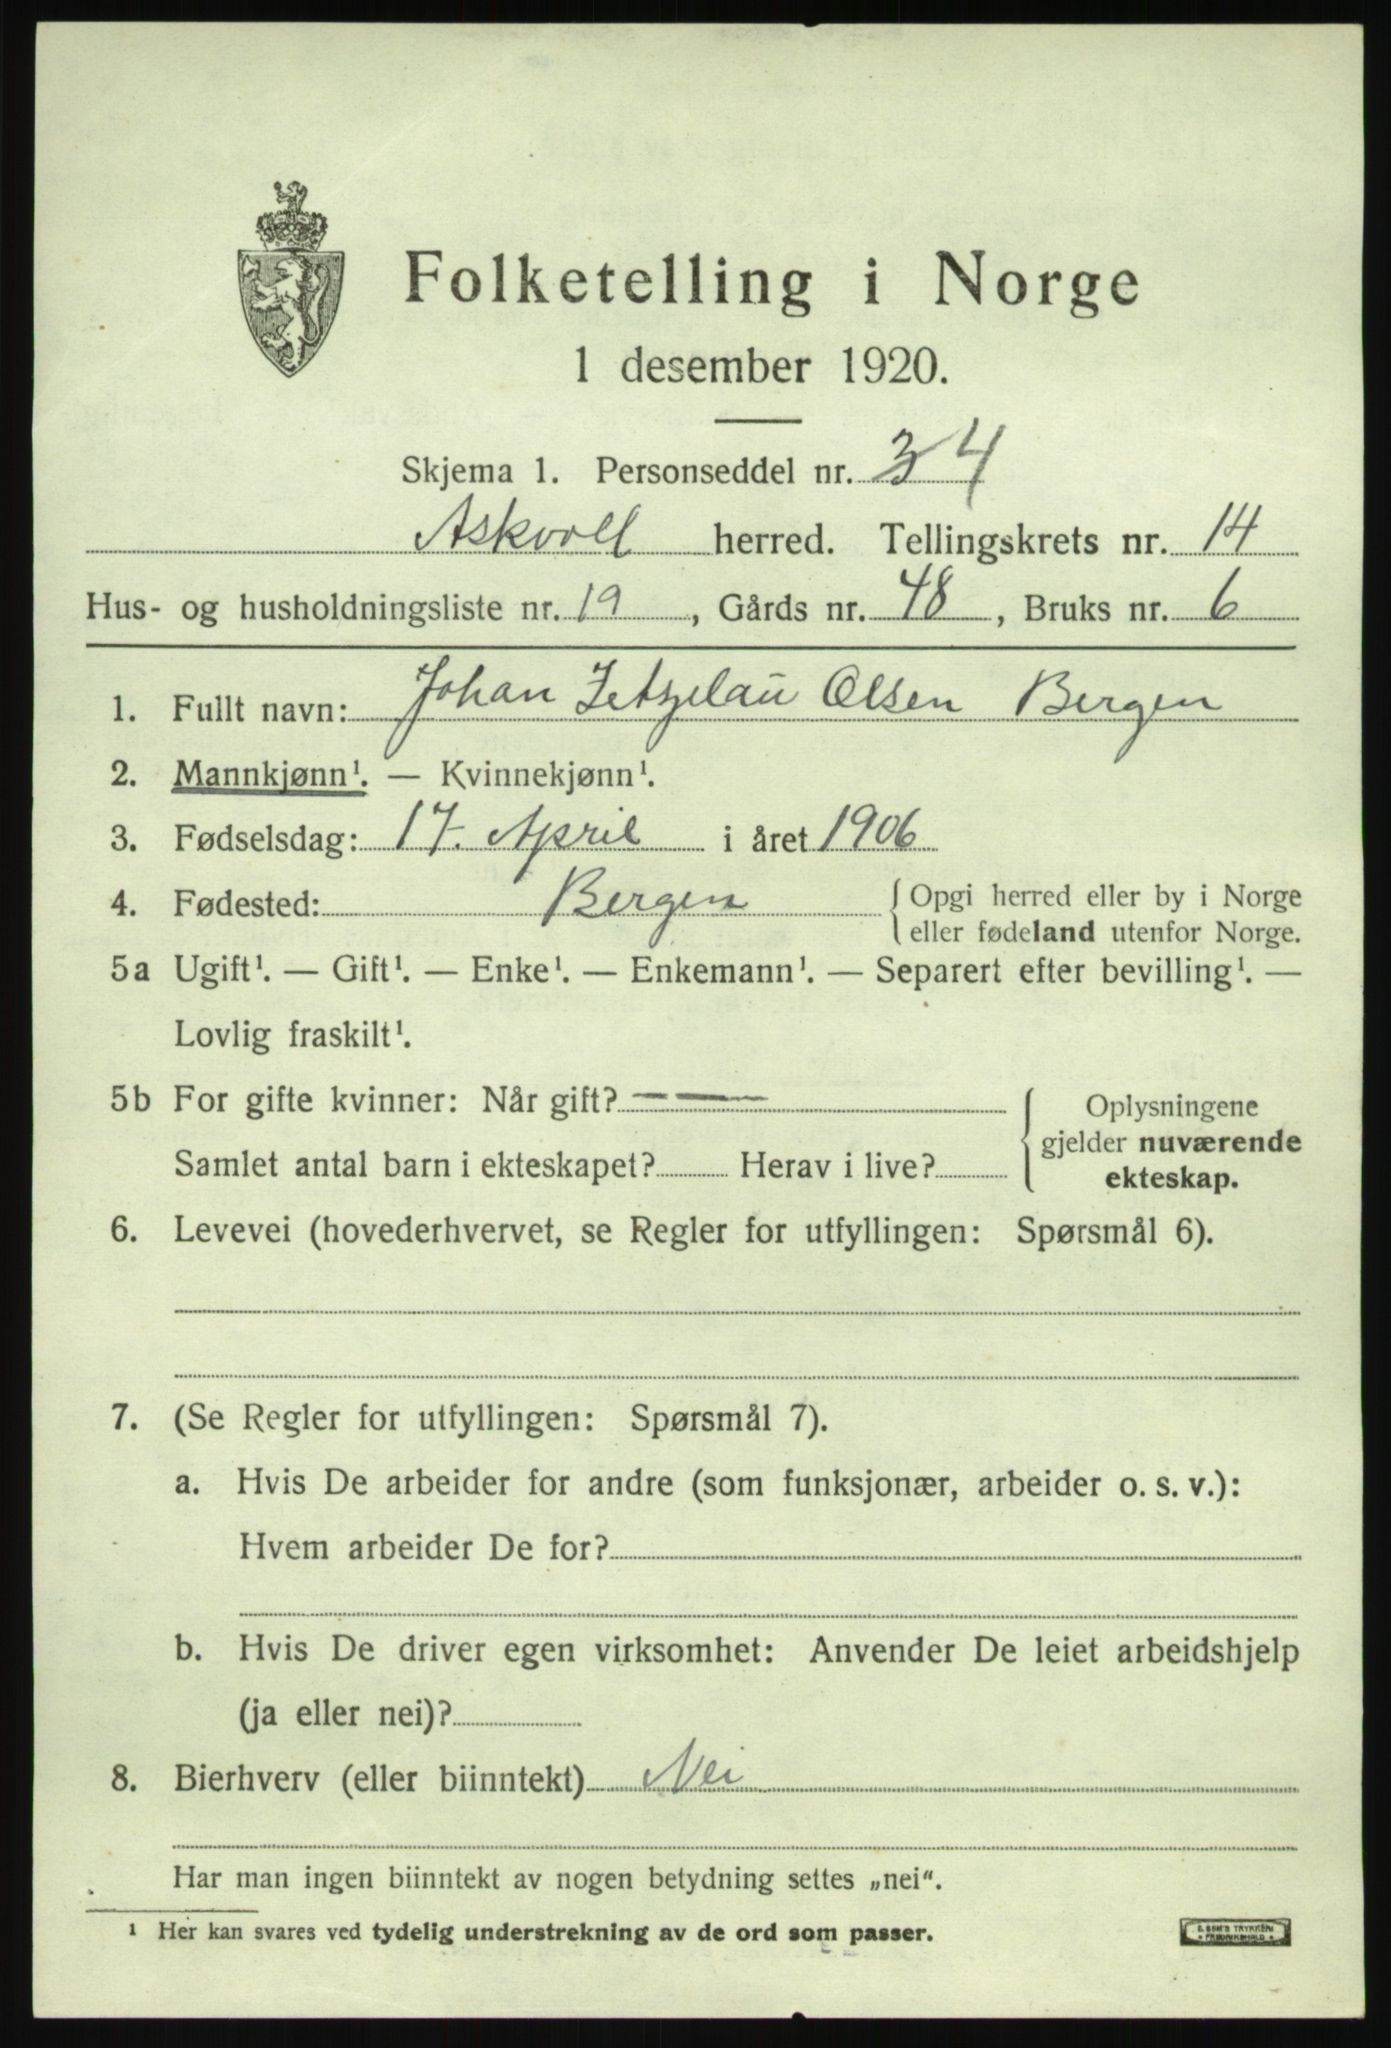 Folketelling i Norge
1 desember 1920.
Skjema 1. Personseddel nr. 34
Askvoll herred. Tellingskrets nr. 14
Hus- og husholdningsliste nr. 19, Gårds nr. 48, Bruks nr. 6
1. Fullt navn: Johan Zetzelau Olsen Bergen
2. Mannkjønn¹. — Kvinnekjønn¹.
3. Fødselsdag: 17. April i året 1906
4. Fødested: Bergen { Opgi herred eller by i Norge
eller fødeland utenfor Norge.
5a Ugift¹. — Gift¹. — Enke¹. — Enkemann¹. — Separert efter bevilling¹. —
Lovlig fraskilt¹.
5b For gifte kvinner: Når gift? — — Oplysningene
gjelder nuværende
Samlet antal barn i ekteskapet? Herav i live? ekteskap.
6. Levevei (hovederhvervet, se Regler for utfyllingen: Spørsmål 6).
7. (Se Regler for utfyllingen: Spørsmål 7).
a. Hvis De arbeider for andre (som funksjonær, arbeider o. s. v.):
Hvem arbeider De for?
b. Hvis De driver egen virksomhet: Anvender De leiet arbeidshjelp
(ja eller nei)?
8. Bierhverv (eller biinntekt) Nei
Har man ingen biinntekt av nogen betydning settes „nei“.
¹ Her kan svares ved tydelig understrekning av de ord som passer.